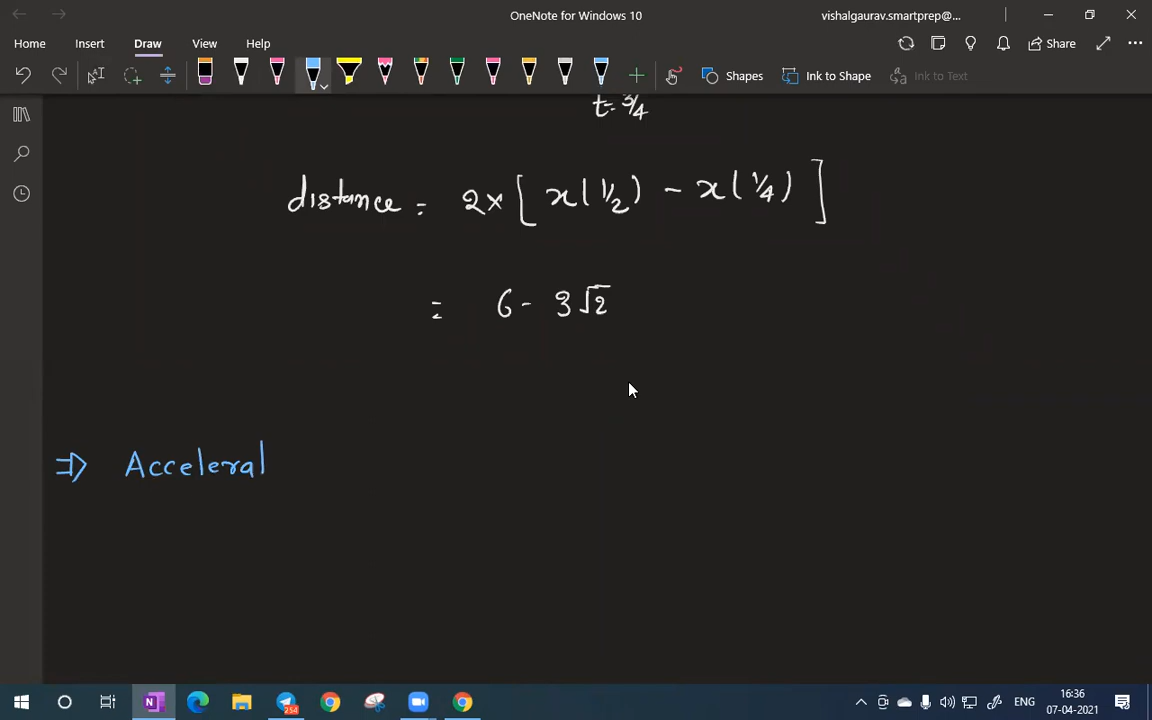 OneNote for Windows 10
vishalgaurav.smartprep@...
Home Insert Draw View Help
Share
Shapes Ink to Shape Ink to Text
t = 3/4
distance = 2 × [ x(1/2) - x(1/4) ]
= 6 - 3√2
⇒ Acceleral
254
ENG
16:36
07-04-2021